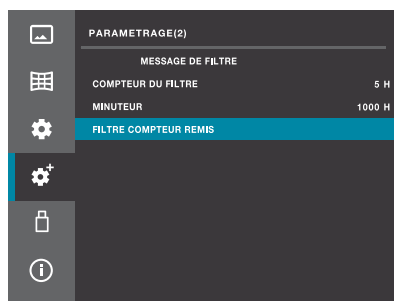 PARAMETRAGE(2)
MESSAGE DE FILTRE
COMPTEUR DU FILTRE 5 H
MINUTEUR 1000 H
FILTRE COMPTEUR REMIS